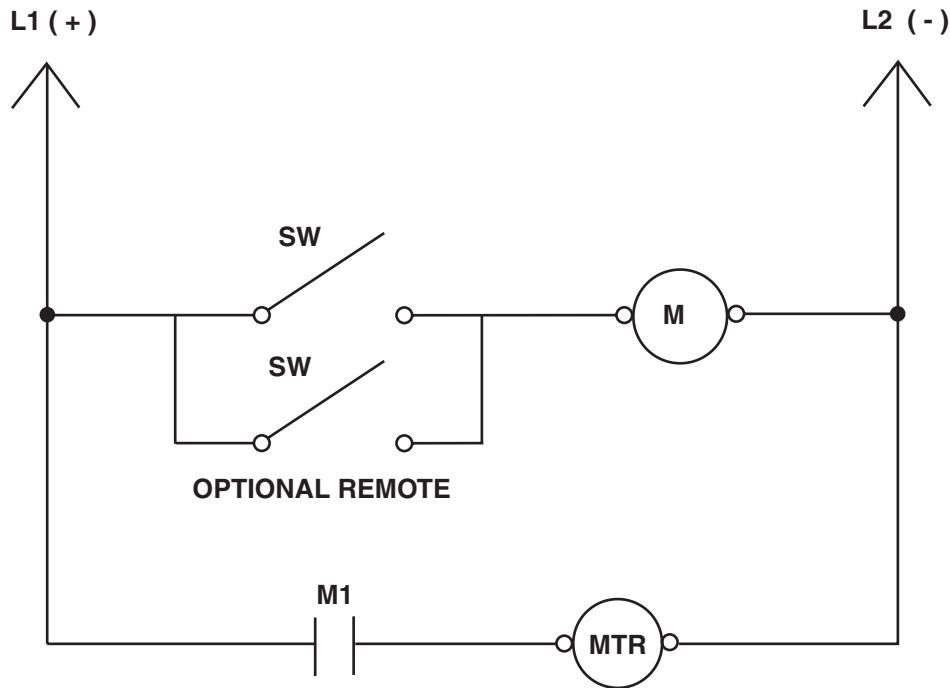 L1 ( + )
L2 ( - )
SW
M
SW
OPTIONAL REMOTE
M1
MTR